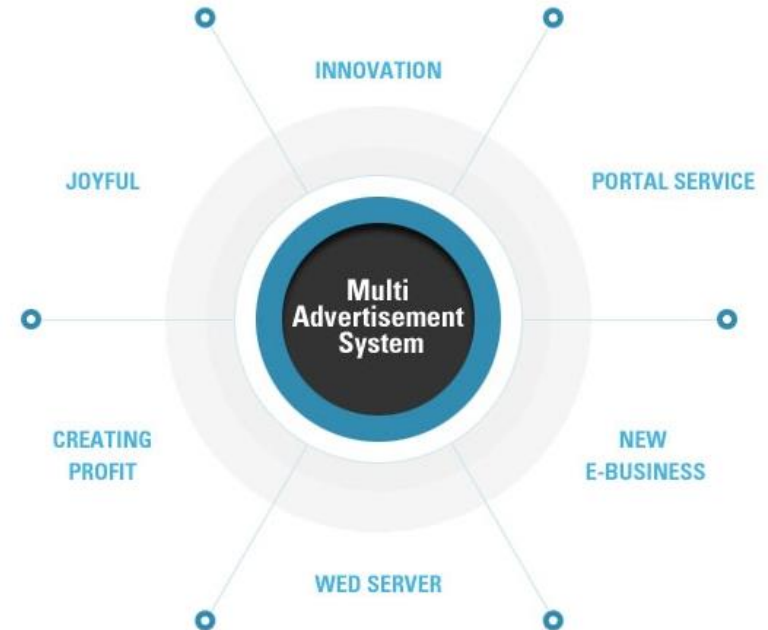 INNOVATION
JOYFUL
PORTAL SERVICE
Multi
Advertisement
System
CREATING
PROFIT
NEW
E-BUSINESS
WED SERVER